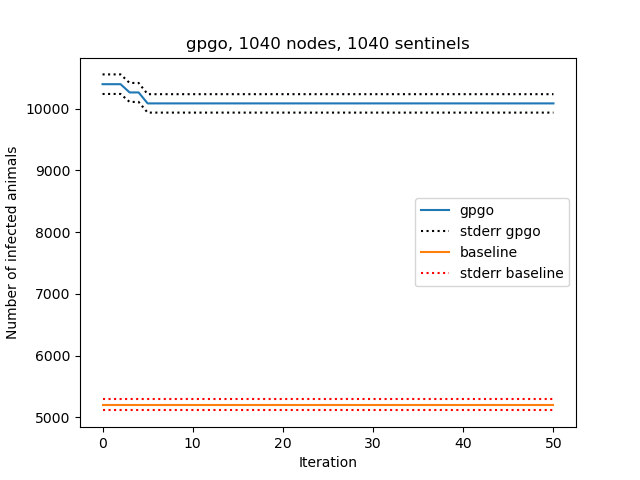 gpgo, 1040 nodes, 1040 sentinels
Number of infected animals
10000
9000
8000
7000
6000
5000
gpgo
stderr gpgo
baseline
stderr baseline
0
10
20
30
40
50
Iteration